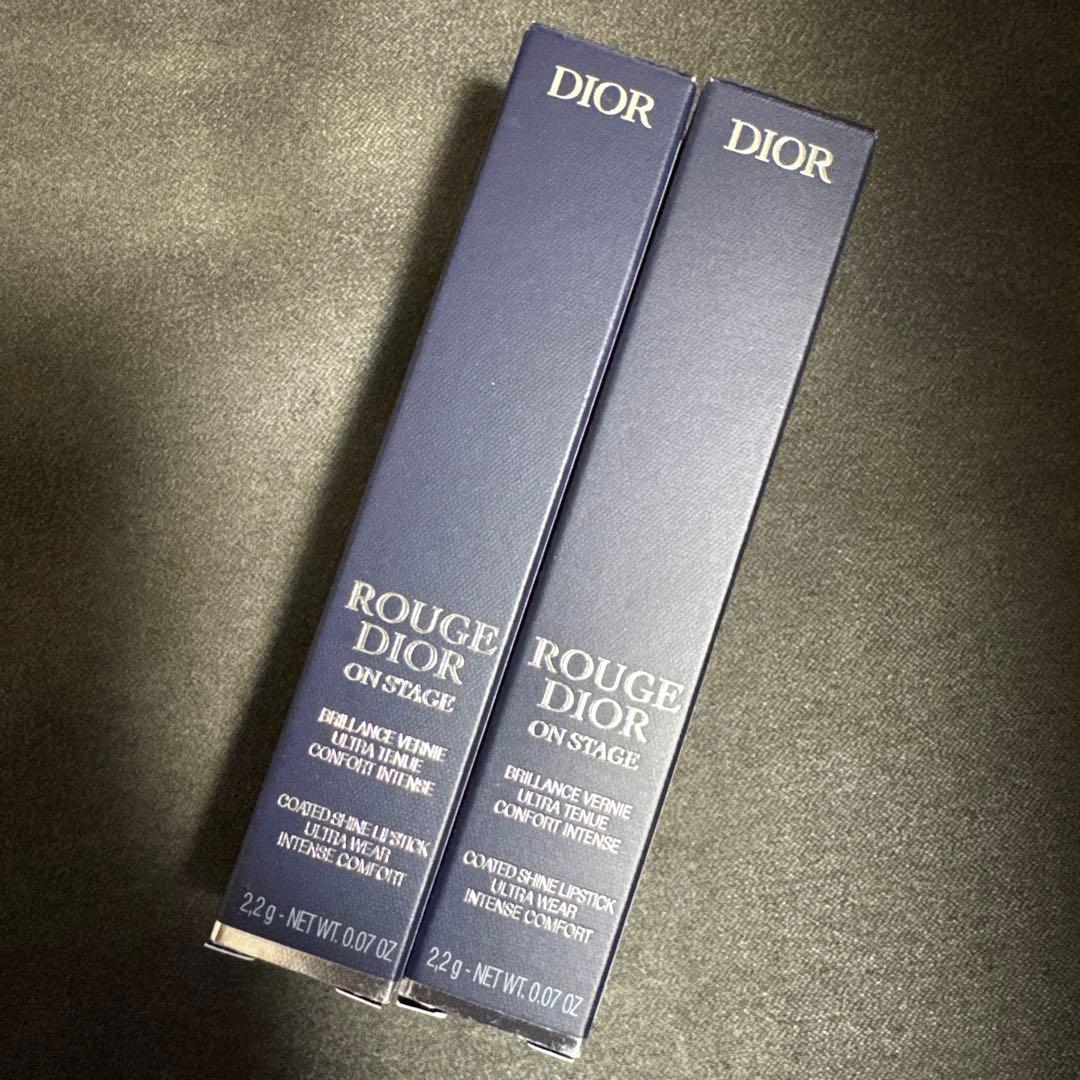 DIOR
ROUGE
DIOR
ON STAGE
BRILLANCE VERNIE
ULTRA TENUE
CONFORT INTENSE
COATED SHINE LIPSTICK
ULTRA WEAR
INTENSE COMFORT
2,2 g - NET WT. 0.07 OZ
DIOR
ROUGE
DIOR
ON STAGE
BRILLANCE VERNIE
ULTRA TENUE
CONFORT INTENSE
COATED SHINE LIPSTICK
ULTRA WEAR
INTENSE COMFORT
2,2 g - NET WT. 0.07 OZ